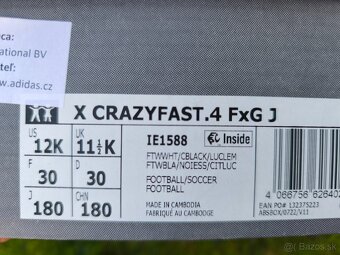 ca:
ational BV
teľ:
www.adidas.cz
X CRAZYFAST.4 FxG J
US
12K
UK
11½K
F
30
D
30
J
180
CHN
180
IE1588
Inside
FTWWHT/CBLACK/LUCLEM
FTWBLA/NOIESS/CITLUC
FOOTBALL/SOCCER
FOOTBALL
MADE IN CAMBODIA
FABRIQUÉ AU CAMBODGE
4 066756 626402
EAN PO# 132375223
ABSBOX/0722/V11
bazos.sk